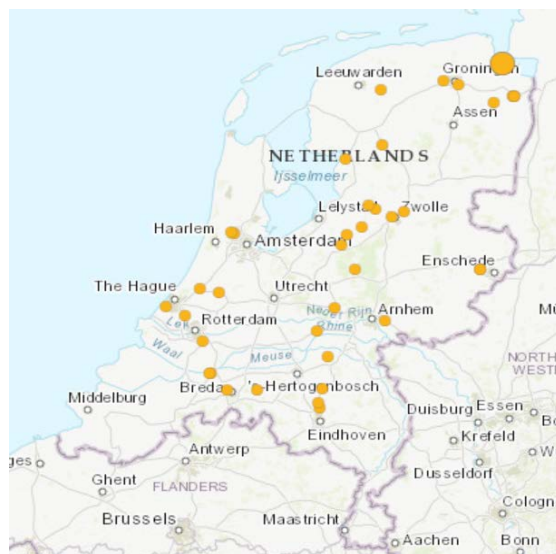 Leeuwarden
Groningen
Assen
NETHERLANDS
Ijsselmeer
Lelystad
Zwolle
Haarlem
Amsterdam
Enschede
The Hague
Utrecht
Neder Rijn
Arnhem
Rhine
Lek
Rotterdam
Waal
Meuse
NORTH
WEST
Breda
's-Hertogenbosch
Middelburg
Duisburg
Essen
Eindhoven
Krefeld
Antwerp
Dusseldorf
Ghent
FLANDERS
Cologn
Brussels
Maastricht
Aachen
Bonn